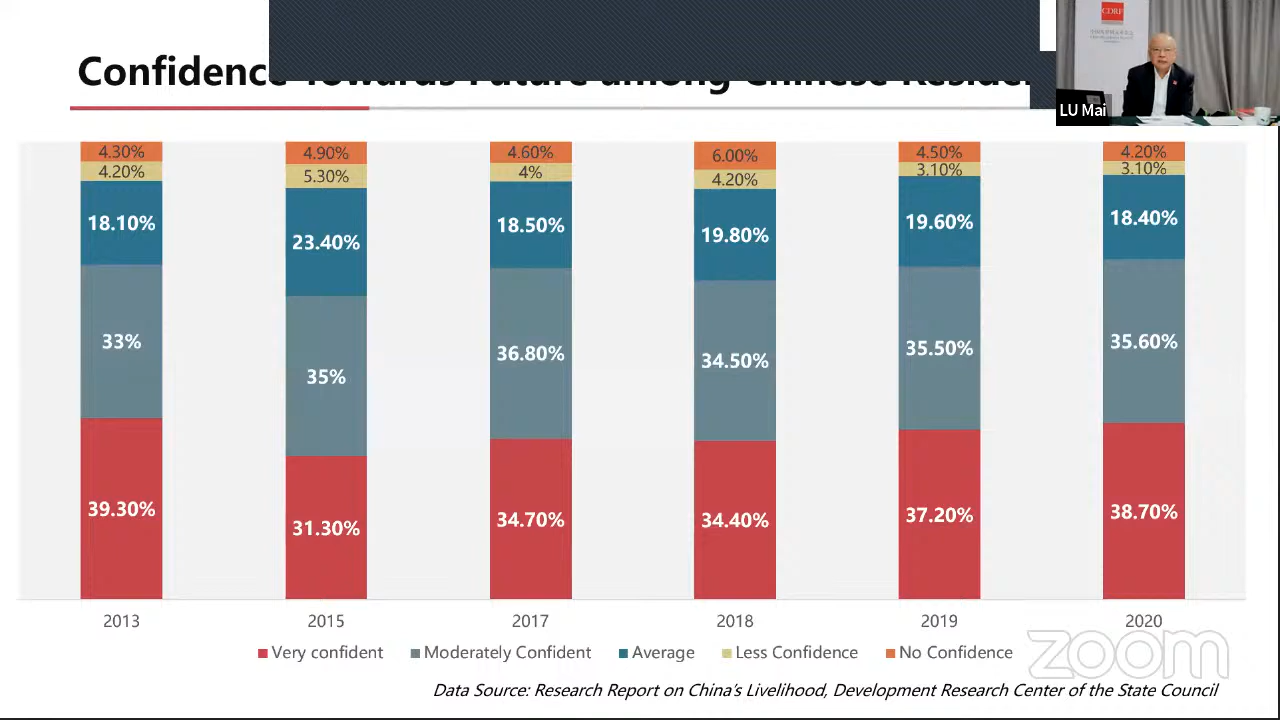 CDRF
Confidence Towards Future among Chinese
LU Mai
4.30% 4.90% 4.60% 6.00% 4.50% 4.20%
4.20% 5.30% 4% 4.20% 3.10% 3.10%
18.10% 23.40% 18.50% 19.80% 19.60% 18.40%
33% 35% 36.80% 34.50% 35.50% 35.60%
39.30% 31.30% 34.70% 34.40% 37.20% 38.70%
2013 2015 2017 2018 2019 2020
Very confident Moderately Confident Average Less Confidence No Confidence
zoom
Data Source: Research Report on China's Livelihood, Development Research Center of the State Council